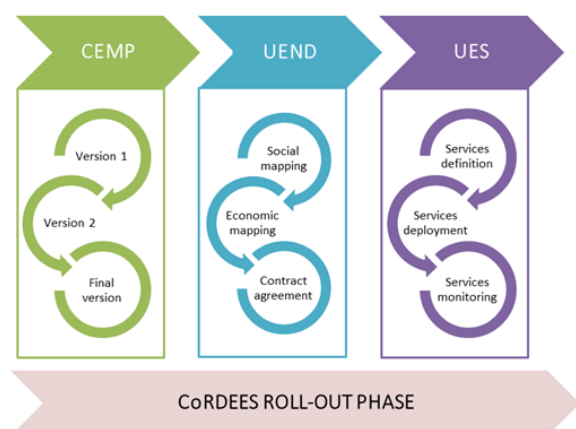 CEMP
UEND
UES
Version 1
Version 2
Final
version
Social
mapping
Economic
mapping
Contract
agreement
Services
definition
Services
deployment
Services
monitoring
CoRDEES ROLL-OUT PHASE